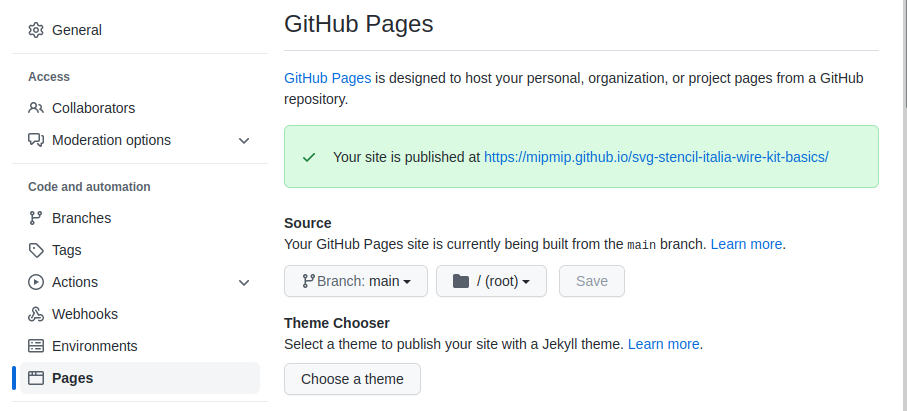 General
Access
Collaborators
Moderation options
Code and automation
Branches
Tags
Actions
Webhooks
Environments
Pages
GitHub Pages
GitHub Pages is designed to host your personal, organization, or project pages from a GitHub
repository.
Your site is published at https://mipmip.github.io/svg-stencil-italia-wire-kit-basics/
Source
Your GitHub Pages site is currently being built from the main branch. Learn more.
Branch: main
/ (root)
Save
Theme Chooser
Select a theme to publish your site with a Jekyll theme. Learn more.
Choose a theme